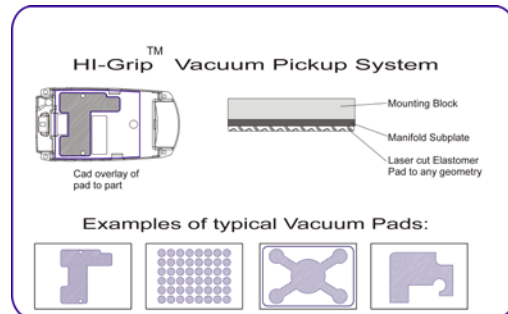 HI-Grip™ Vacuum Pickup System
Mounting Block
Manifold Subplate
Laser cut Elastomer
Pad to any geometry
Cad overlay of
pad to part
Examples of typical Vacuum Pads: